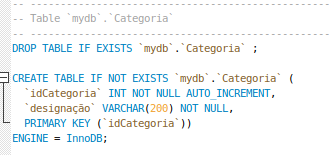 -- -----------------------------------------------------
-- Table `mydb`.`Categoria`
-- -----------------------------------------------------
DROP TABLE IF EXISTS `mydb`.`Categoria` ;
CREATE TABLE IF NOT EXISTS `mydb`.`Categoria` (
`idCategoria` INT NOT NULL AUTO_INCREMENT,
`designação` VARCHAR(200) NOT NULL,
PRIMARY KEY (`idCategoria`))
ENGINE = InnoDB;